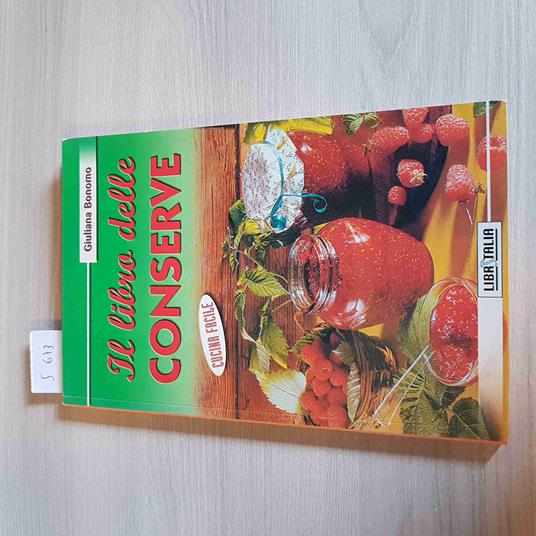 Giuliana Bonomo
Il libro delle
CONSERVE
CUCINA FACILE
LIBRITALIA
S 673